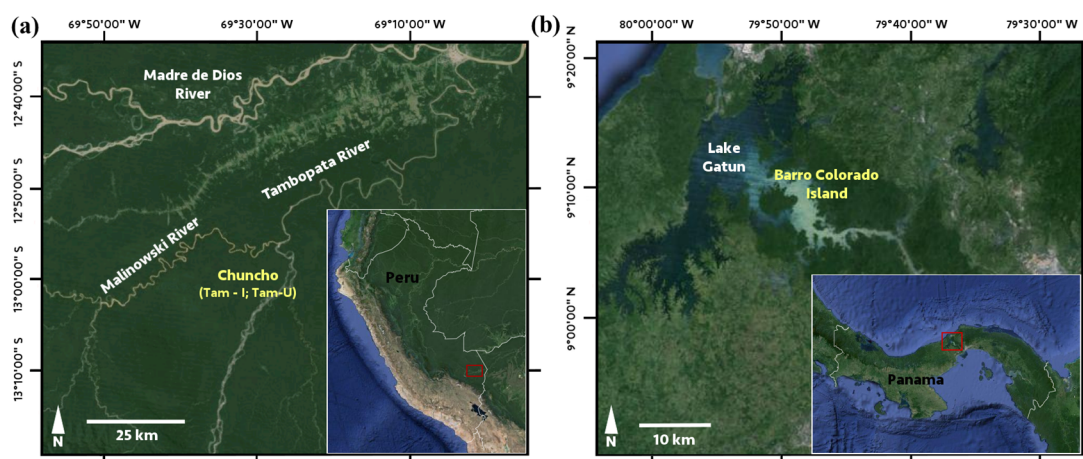 (a)
69°50'00" W
69°30'00" W
69°10'00" W
12°40'00" S
12°50'00" S
13°00'00" S
13°10'00" S
Madre de Dios
River
Tambopata River
Malinowski River
Chuncho
(Tam - I; Tam-U)
Peru
N
25 km
(b)
80°00'00" W
79°50'00" W
79°40'00" W
79°30'00" W
9°20'00" N
9°10'00" N
9°00'00" N
Lake
Gatun
Barro Colorado
Island
Panama
N
10 km